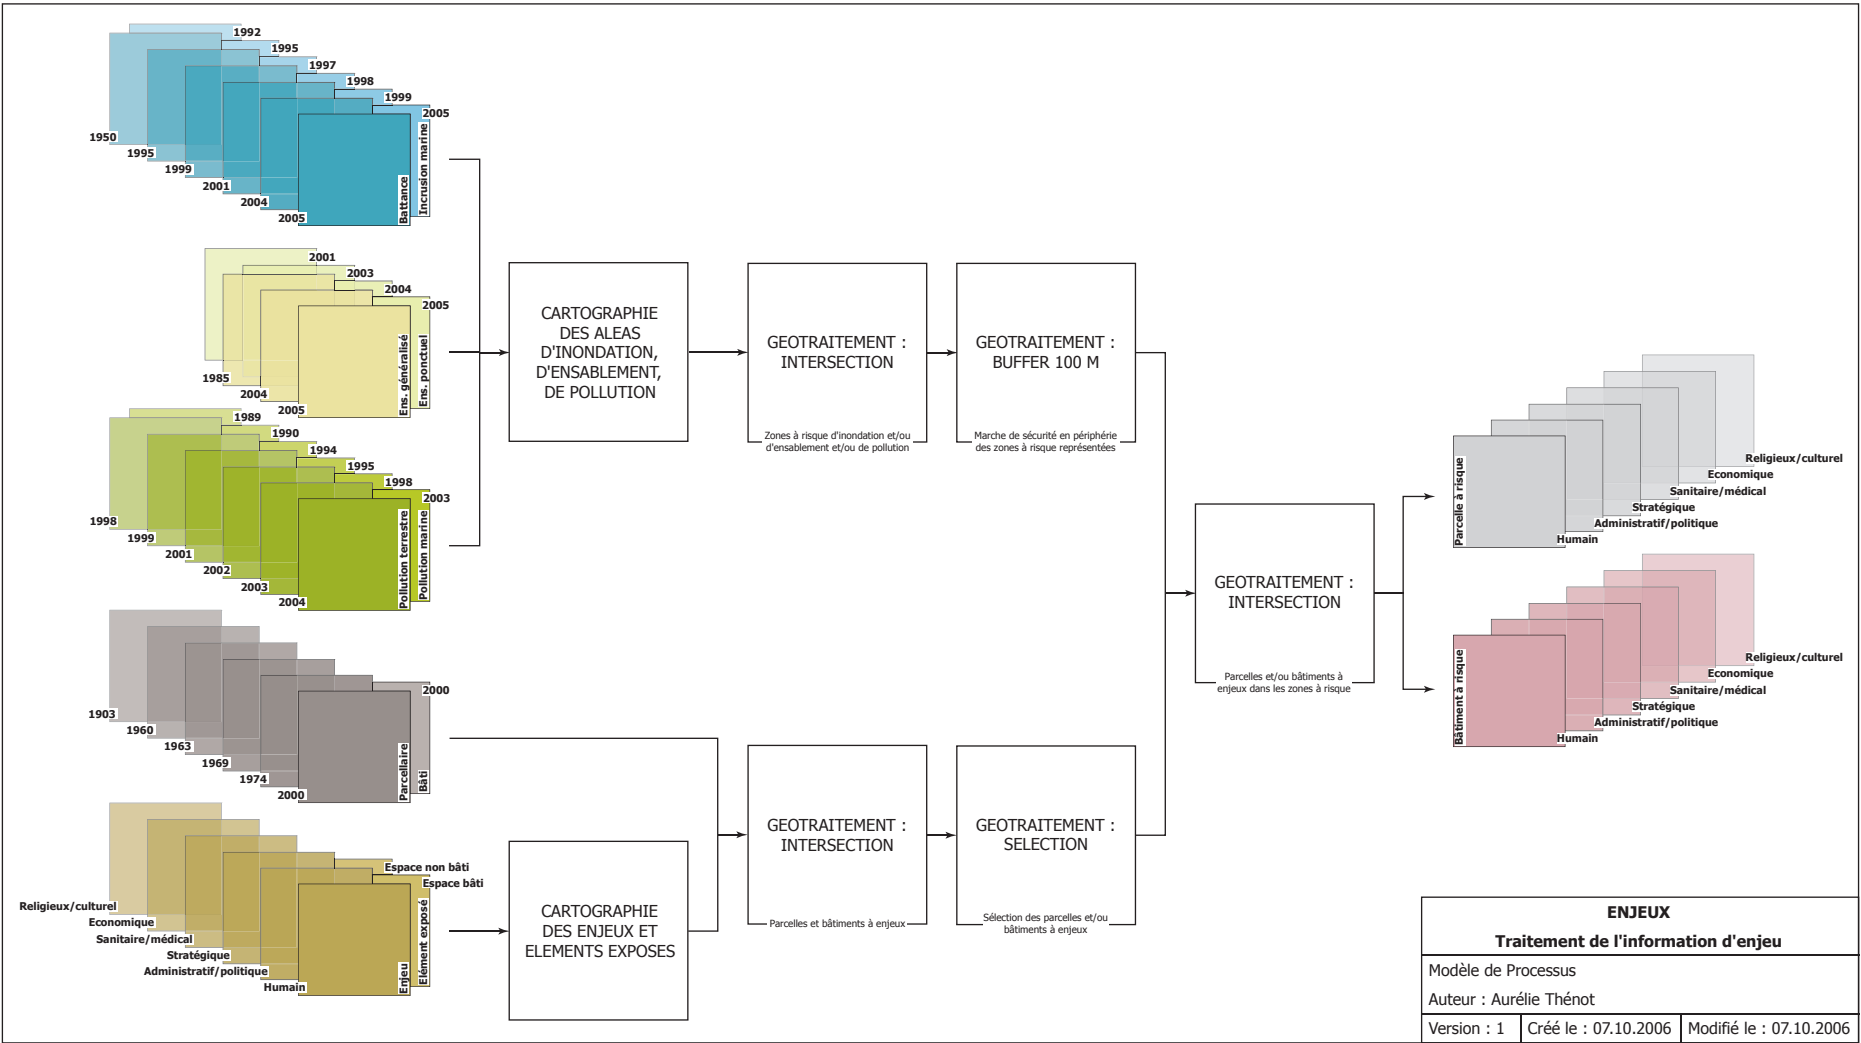 1992
1995
1997
1998
1999
2005
1950
1995
1999
2001
2004
2005
Battance
Incrusion marine
2001
2003
2004
2005
1985
2004
2005
Ens. généralisé
Ens. ponctuel
1989
1990
1994
1995
1998
2003
1998
1999
2001
2002
2003
2004
Pollution terrestre
Pollution marine
2000
1903
1960
1963
1969
1974
2000
Parcellaire
Bâti
Espace non bâti
Espace bâti
Religieux/culturel
Economique
Sanitaire/médical
Stratégique
Administratif/politique
Humain
Enjeu
Elément exposé
CARTOGRAPHIE
DES ALEAS
D'INONDATION,
D'ENSABLEMENT,
DE POLLUTION
GEOTRAITEMENT :
INTERSECTION
Zones à risque d'inondation et/ou
d'ensablement et/ou de pollution
GEOTRAITEMENT :
BUFFER 100 M
Marche de sécurité en périphérie
des zones à risque représentées
CARTOGRAPHIE
DES ENJEUX ET
ELEMENTS EXPOSES
GEOTRAITEMENT :
INTERSECTION
Parcelles et bâtiments à enjeux
GEOTRAITEMENT :
SELECTION
Sélection des parcelles et/ou
bâtiments à enjeux
GEOTRAITEMENT :
INTERSECTION
Parcelles et/ou bâtiments à
enjeux dans les zones à risque
Parcelle à risque
Religieux/culturel
Economique
Sanitaire/médical
Stratégique
Administratif/politique
Humain
Bâtiment à risque
Religieux/culturel
Economique
Sanitaire/médical
Stratégique
Administratif/politique
Humain
ENJEUX
Traitement de l'information d'enjeu
Modèle de Processus
Auteur : Aurélie Thénot
Version : 1
Créé le : 07.10.2006
Modifié le : 07.10.2006